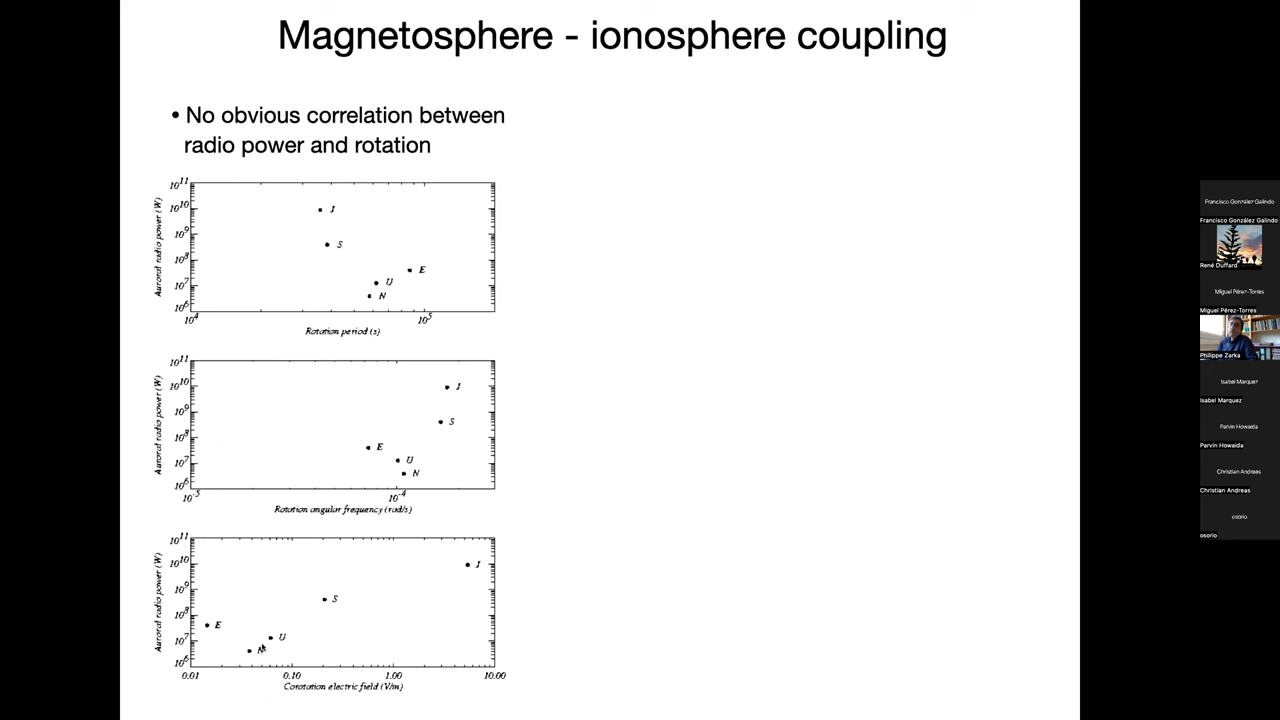 Magnetosphere - ionosphere coupling
• No obvious correlation between
radio power and rotation
Auroral radio power (W)
10^11
10^10
10^9
10^8
10^7
10^6
J
S
E
U
N
10^4
10^5
Rotation period (s)
Auroral radio power (W)
10^11
10^10
10^9
10^8
10^7
10^6
J
S
E
U
N
10^-5
10^-4
Rotation angular frequency (rad/s)
Auroral radio power (W)
10^11
10^10
10^9
10^8
10^7
10^6
J
S
E
U
N
0.01
0.10
1.00
10.00
Corotation electric field (V/m)
Francisco González Galindo
Francisco González Galindo
René Duffard
Miguel Pérez-Torres
Miguel Pérez-Torres
Philippe Zarka
Isabel Marquez
Isabel Marquez
Parvin Howaida
Parvin Howaida
Christian Andreas
Christian Andreas
osorio
osorio